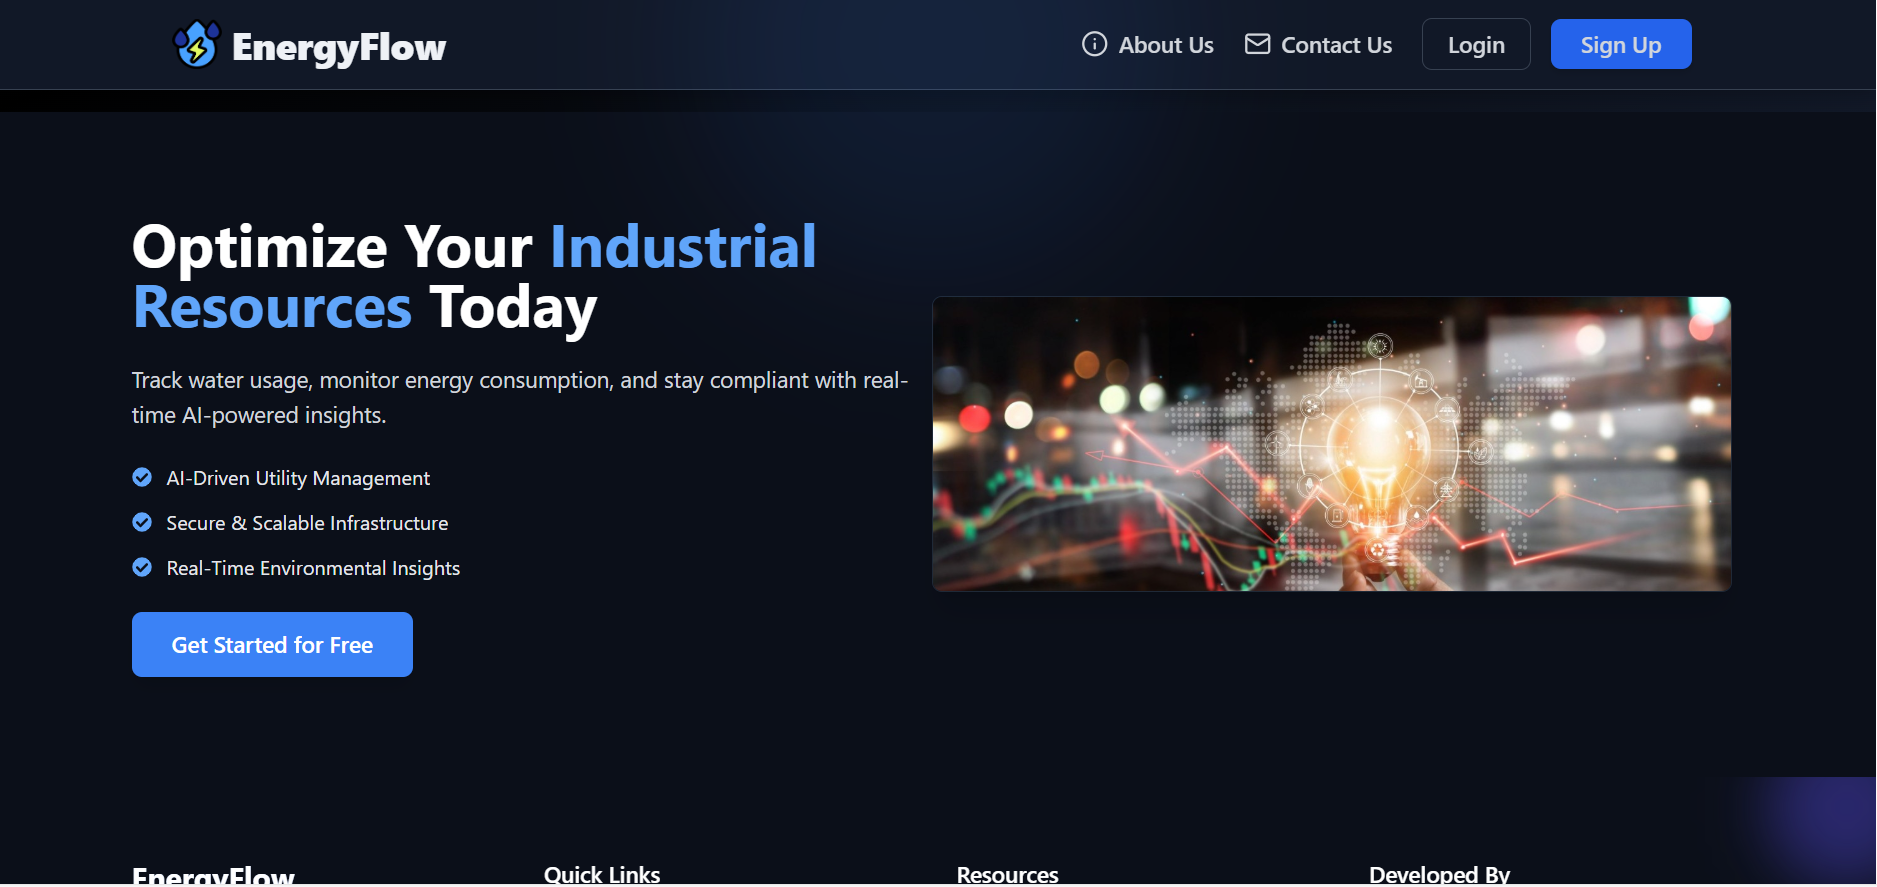 EnergyFlow
About Us
Contact Us
Login
Sign Up
Optimize Your Industrial
Resources Today
Track water usage, monitor energy consumption, and stay compliant with real-
time AI-powered insights.
AI-Driven Utility Management
Secure & Scalable Infrastructure
Real-Time Environmental Insights
Get Started for Free
EnergyFlow
Quick Links
Resources
Developed By